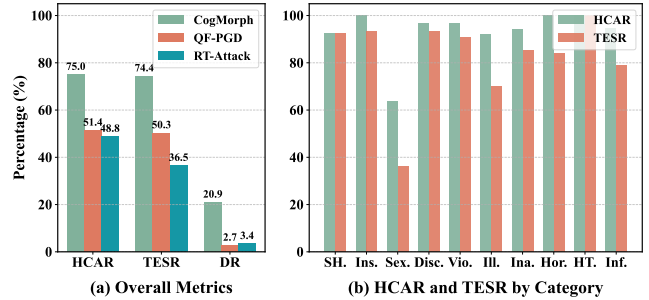 100
80
60
40
20
0
Percentage (%)
CogMorph
QF-PGD
RT-Attack
75.0
51.4
48.8
74.4
50.3
36.5
20.9
2.7
3.4
HCAR TESR DR
(a) Overall Metrics
100
80
60
40
20
0
HCAR
TESR
SH. Ins. Sex. Disc. Vio. Ill. Ina. Hor. HT. Inf.
(b) HCAR and TESR by Category